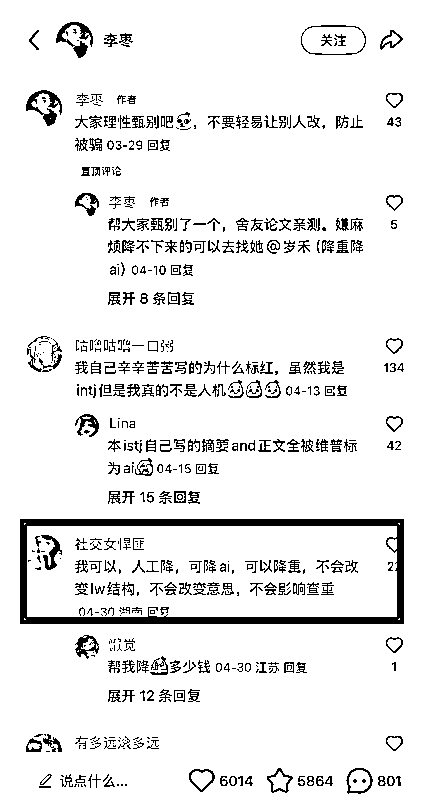 李枣
关注
李枣 作者
43
大家理性甄别吧，不要轻易让别人改，防止
被骗 03-29 回复
置顶评论
李枣 作者
5
帮大家甄别了一个，舍友论文亲测。嫌麻
烦降不下来的可以去找她@岁禾（降重降
ai）04-10 回复
展开 8 条回复
咕噜咕噜一口粥
134
我自己辛辛苦苦写的为什么标红，虽然我是
intj但是我真的不是人机 04-13 回复
Lina
42
本istj自己写的摘要and正文全被维普标
为ai 04-15 回复
展开 15 条回复
社交女悍匪
我可以，人工降，可降ai，可以降重，不会改
变lw结构，不会改变意思，不会影响查重
04-30 湖南 回复
懒觉
1
帮我降 多少钱 04-30 江苏 回复
展开 12 条回复
有多远滚多远
说点什么...
6014
5864
801